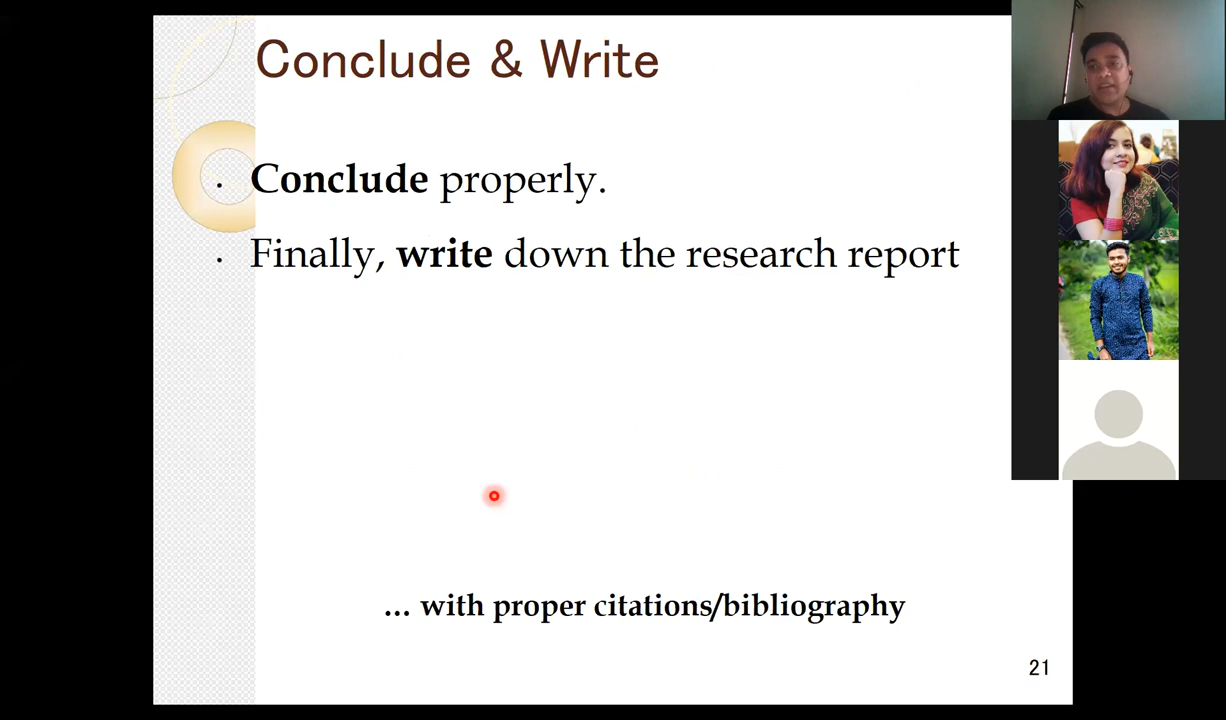 Conclude & Write
· Conclude properly.
· Finally, write down the research report
... with proper citations/bibliography
21